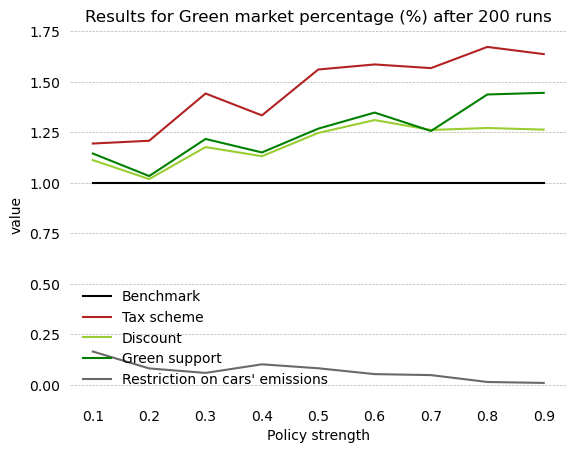 Results for Green market percentage (%) after 200 runs
1.75
1.50
1.25
1.00
0.75
0.50
0.25
0.00
value
Benchmark
Tax scheme
Discount
Green support
Restriction on cars' emissions
0.1 0.2 0.3 0.4 0.5 0.6 0.7 0.8 0.9
Policy strength